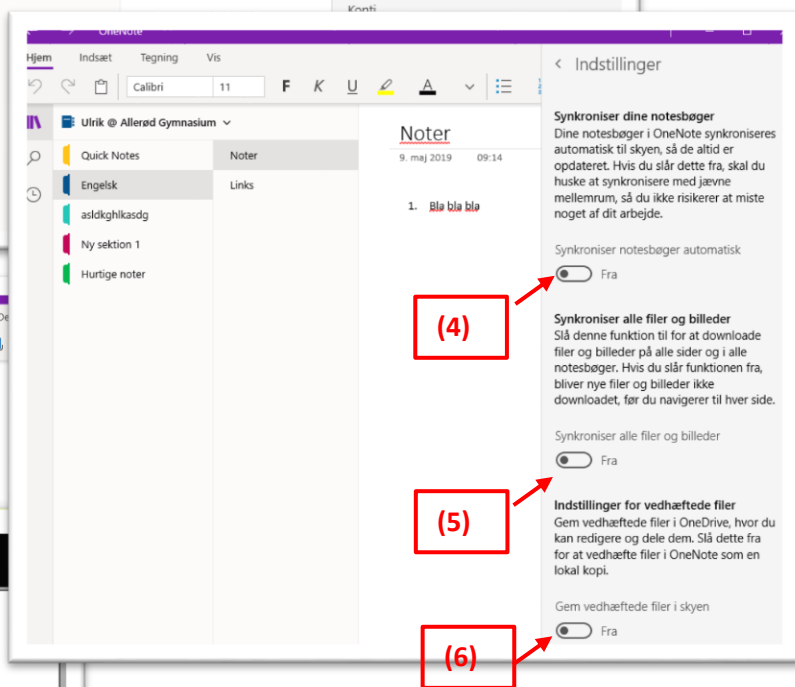 Konti
OneNote
Hjem Indsæt Tegning Vis
Calibri 11 F K U A
Ulrik @ Allerød Gymnasium
Quick Notes
Engelsk
asldkghlkasdg
Ny sektion 1
Hurtige noter
Noter
Links
Noter
9. maj 2019 09:14
1. Bla bla bla
Indstillinger
Synkroniser dine notesbøger
Dine notesbøger i OneNote synkroniseres
automatisk til skyen, så de altid er
opdateret. Hvis du slår dette fra, skal du
huske at synkronisere med jævne
mellemrum, så du ikke risikerer at miste
noget af dit arbejde.
Synkroniser notesbøger automatisk
Fra
(4)
Synkroniser alle filer og billeder
Slå denne funktion til for at downloade
filer og billeder på alle sider og i alle
notesbøger. Hvis du slår funktionen fra,
bliver nye filer og billeder ikke
downloadet, før du navigerer til hver side.
Synkroniser alle filer og billeder
Fra
(5)
Indstillinger for vedhæftede filer
Gem vedhæftede filer i OneDrive, hvor du
kan redigere og dele dem. Slå dette fra
for at vedhæfte filer i OneNote som en
lokal kopi.
Gem vedhæftede filer i skyen
Fra
(6)